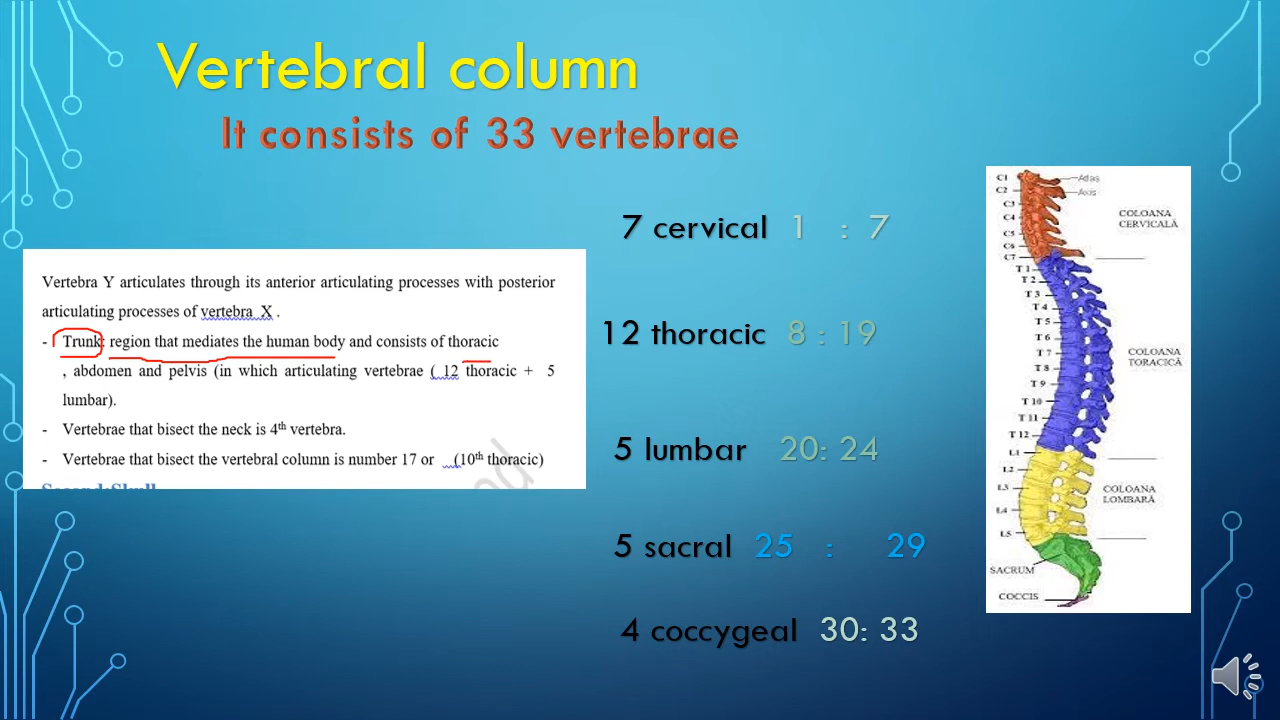 Vertebral column
It consists of 33 vertebrae
7 cervical 1 : 7
12 thoracic 8 : 19
5 lumbar 20: 24
5 sacral 25 : 29
4 coccygeal 30: 33
Vertebra Y articulates through its anterior articulating processes with posterior
articulating processes of vertebra X .
- Trunk: region that mediates the human body and consists of thoracic
, abdomen and pelvis (in which articulating vertebrae ( 12 thoracic + 5
lumbar).
- Vertebrae that bisect the neck is 4th vertebra.
- Vertebrae that bisect the vertebral column is number 17 or (10th thoracic)
C1
Atlas
C2
Axis
C3
C4
C5
C6
C7
COLOANA
CERVICALĂ
T 1
T 2
T 3
T 4
T 5
T 6
T 7
T 8
T 9
T 10
T 11
T 12
COLOANA
TORACICĂ
L1
L2
L3
L4
L5
COLOANA
LOMBARĂ
SACRUM
COCCIS